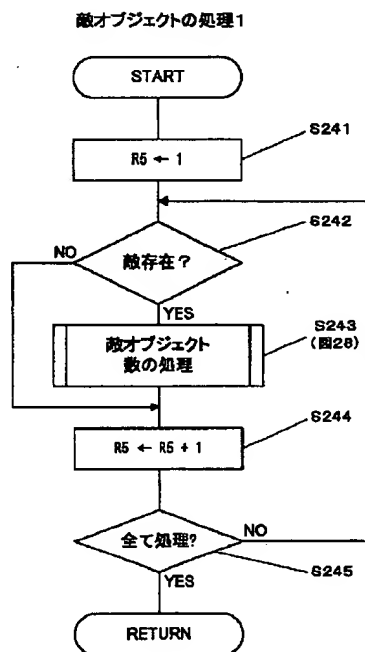 敵オブジェクトの処理1
START
S241
R5 ← 1
S242
NO
敵存在？
YES
S243
(図28)
敵オブジェクト
数の処理
S244
R5 ← R5 + 1
全て処理?
NO
YES
S245
RETURN